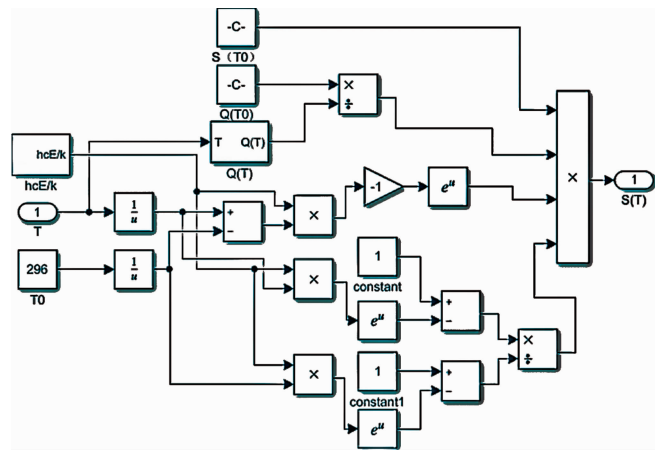 -C-
S（T0）
-C-
Q(T0)
×
÷
T Q(T)
Q(T)
hcE/k
hcE/k
1
T
1
u
+
−
×
-1
e^u
×
1
S(T)
296
T0
1
u
×
1
constant
e^u
+
−
×
÷
×
1
constant1
e^u
+
−